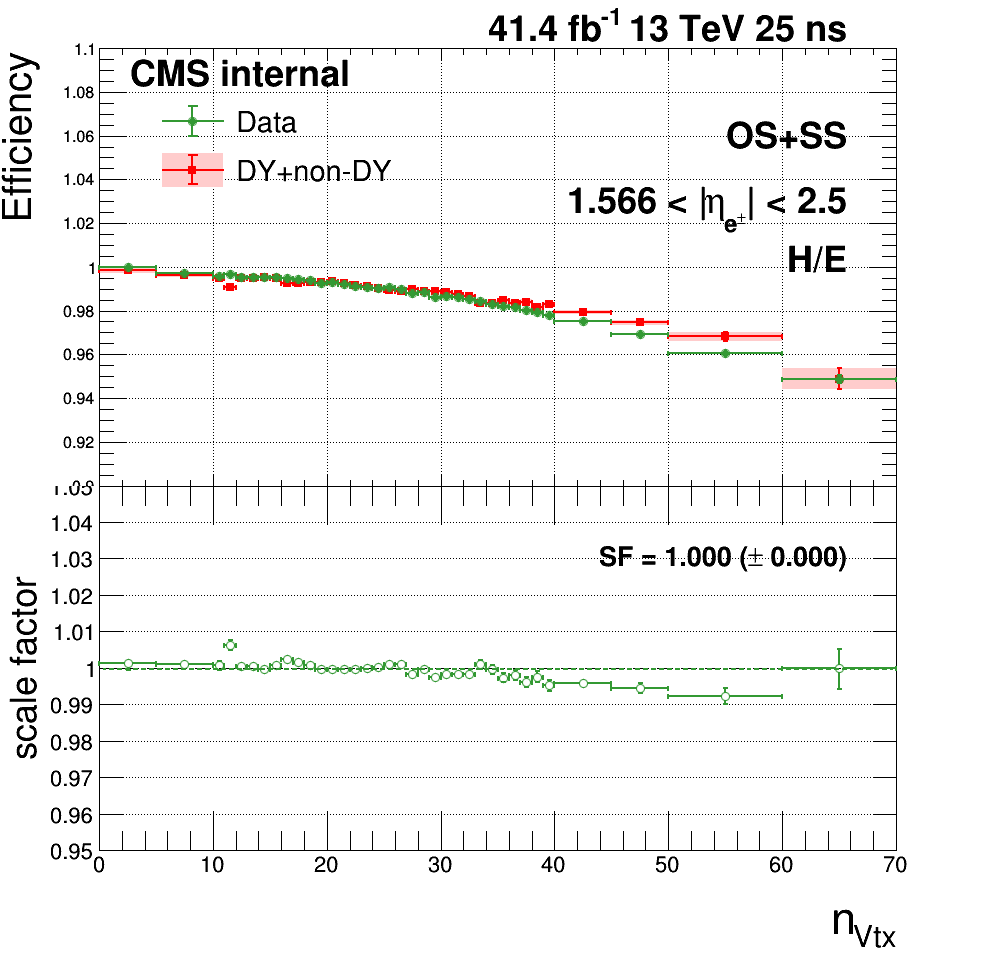 41.4 fb⁻¹ 13 TeV 25 ns
Efficiency
1.1
1.08
1.06
1.04
1.02
1
0.98
0.96
0.94
0.92
CMS internal
Data
DY+non-DY
OS+SS
1.566 < |η_e±| < 2.5
H/E
scale factor
1.04
1.03
1.02
1.01
1
0.99
0.98
0.97
0.96
0.95
SF = 1.000 (± 0.000)
0 10 20 30 40 50 60 70
n_Vtx